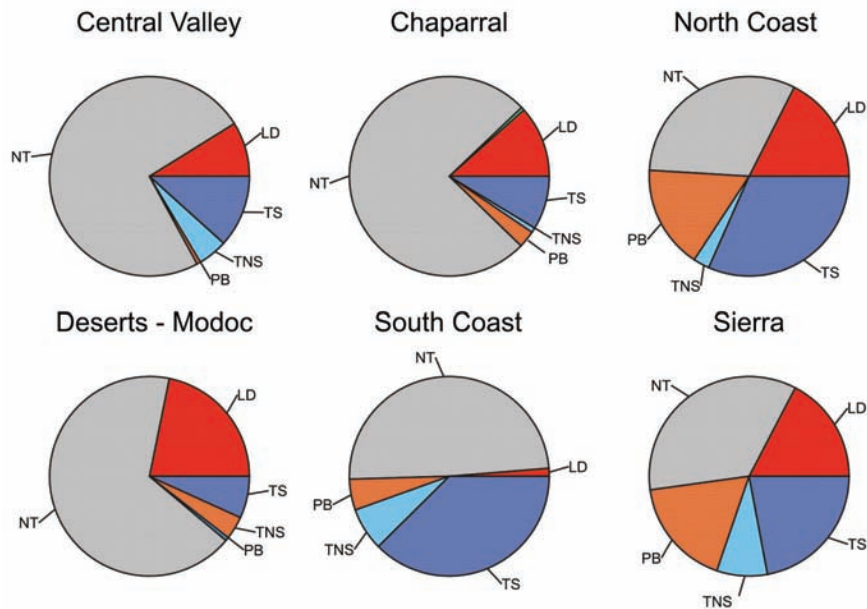 Central Valley
NT
LD
TS
TNS
PB
Chaparral
NT
LD
TS
TNS
PB
North Coast
NT
LD
PB
TNS
TS
Deserts - Modoc
LD
NT
TS
TNS
PB
South Coast
NT
LD
PB
TNS
TS
Sierra
NT
LD
PB
TNS
TS